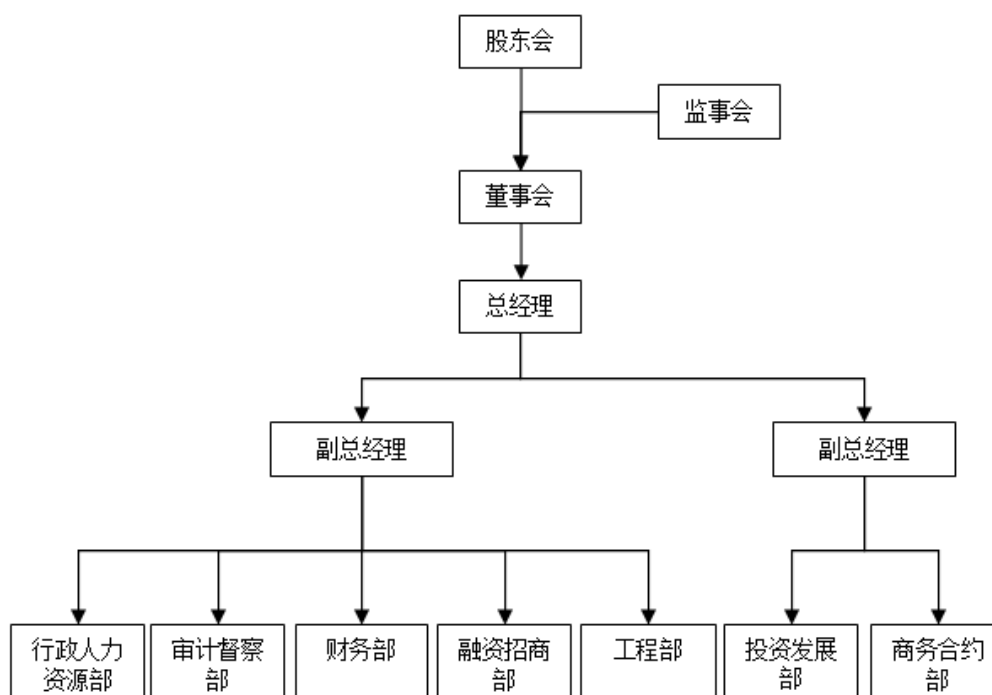 股东会
监事会
董事会
总经理
副总经理
副总经理
行政人力
资源部
审计督察
部
财务部
融资招商
部
工程部
投资发展
部
商务合约
部